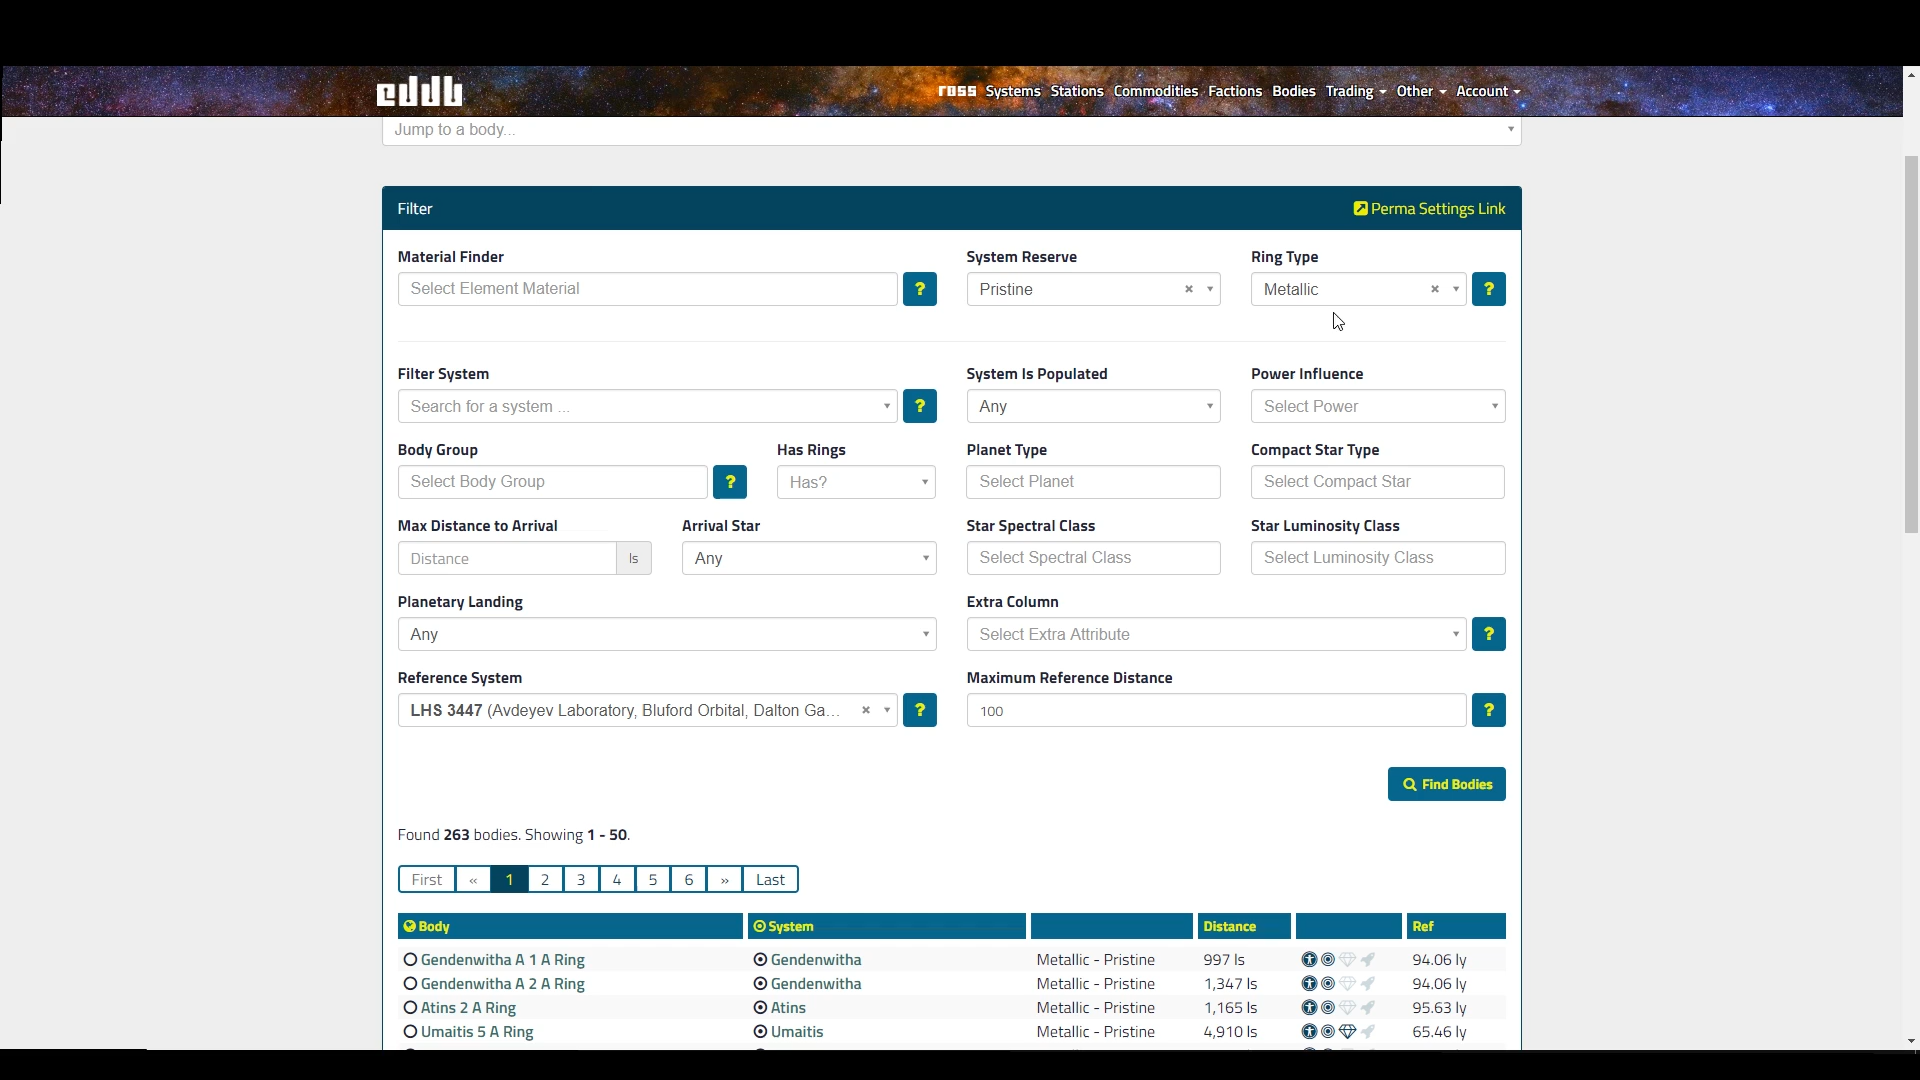 eddb
ross Systems Stations Commodities Factions Bodies Trading Other Account
Jump to a body...
Filter Perma Settings Link
Material Finder System Reserve Ring Type
Select Element Material ? Pristine × Metallic × ?
Filter System System Is Populated Power Influence
Search for a system ... ? Any Select Power
Body Group Has Rings Planet Type Compact Star Type
Select Body Group ? Has? Select Planet Select Compact Star
Max Distance to Arrival Arrival Star Star Spectral Class Star Luminosity Class
Distance ls Any Select Spectral Class Select Luminosity Class
Planetary Landing Extra Column
Any Select Extra Attribute ?
Reference System Maximum Reference Distance
LHS 3447 (Avdeyev Laboratory, Bluford Orbital, Dalton Ga... × ? 100 ?
Find Bodies
Found 263 bodies. Showing 1 - 50.
First « 1 2 3 4 5 6 » Last
Body System Distance Ref
Gendenwitha A 1 A Ring Gendenwitha Metallic - Pristine 997 ls 94.06 ly
Gendenwitha A 2 A Ring Gendenwitha Metallic - Pristine 1,347 ls 94.06 ly
Atins 2 A Ring Atins Metallic - Pristine 1,165 ls 95.63 ly
Umaitis 5 A Ring Umaitis Metallic - Pristine 4,910 ls 65.46 ly